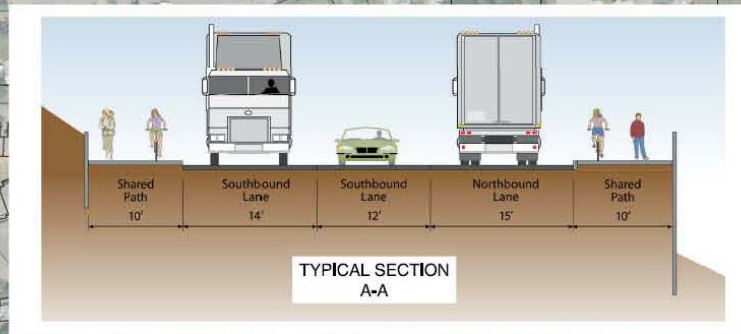 Shared
Path
10'
Southbound
Lane
14'
Southbound
Lane
12'
Northbound
Lane
15'
Shared
Path
10'
TYPICAL SECTION
A-A